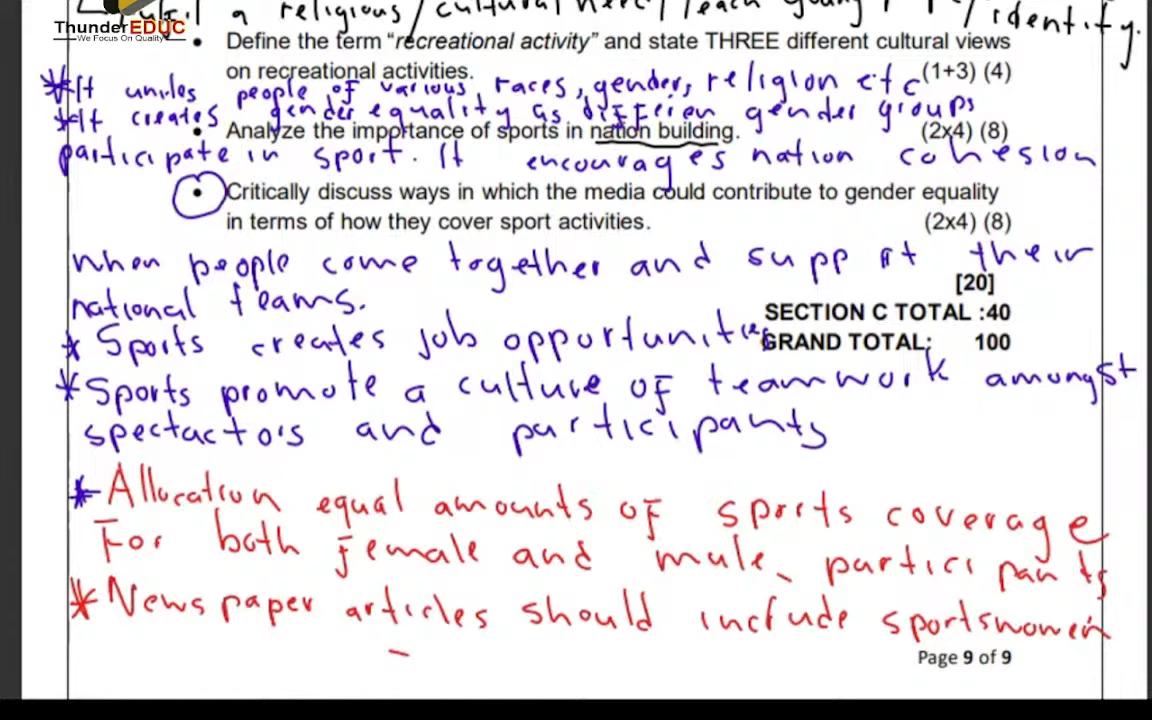 a religious/cultural need/teach young /identify.
ThunderEDUC
We Focus On Quality
• Define the term “recreational activity” and state THREE different cultural views
on recreational activities. (1+3) (4)
*It unites people of various races, gender, religion etc
*It creates gender equality as differen gender groups
• Analyze the importance of sports in nation building. (2x4) (8)
participate in sport. It encourages nation cohesion
• Critically discuss ways in which the media could contribute to gender equality
in terms of how they cover sport activities. (2x4) (8)
when people come together and support their
[20]
national teams.
SECTION C TOTAL :40
* Sports creates job opportunities
GRAND TOTAL: 100
*Sports promote a culture of teamwork amongst
spectactors and participants
*Allocation equal amounts of sports coverage
For both female and male participants
*Newspaper articles should include sportswomen
Page 9 of 9